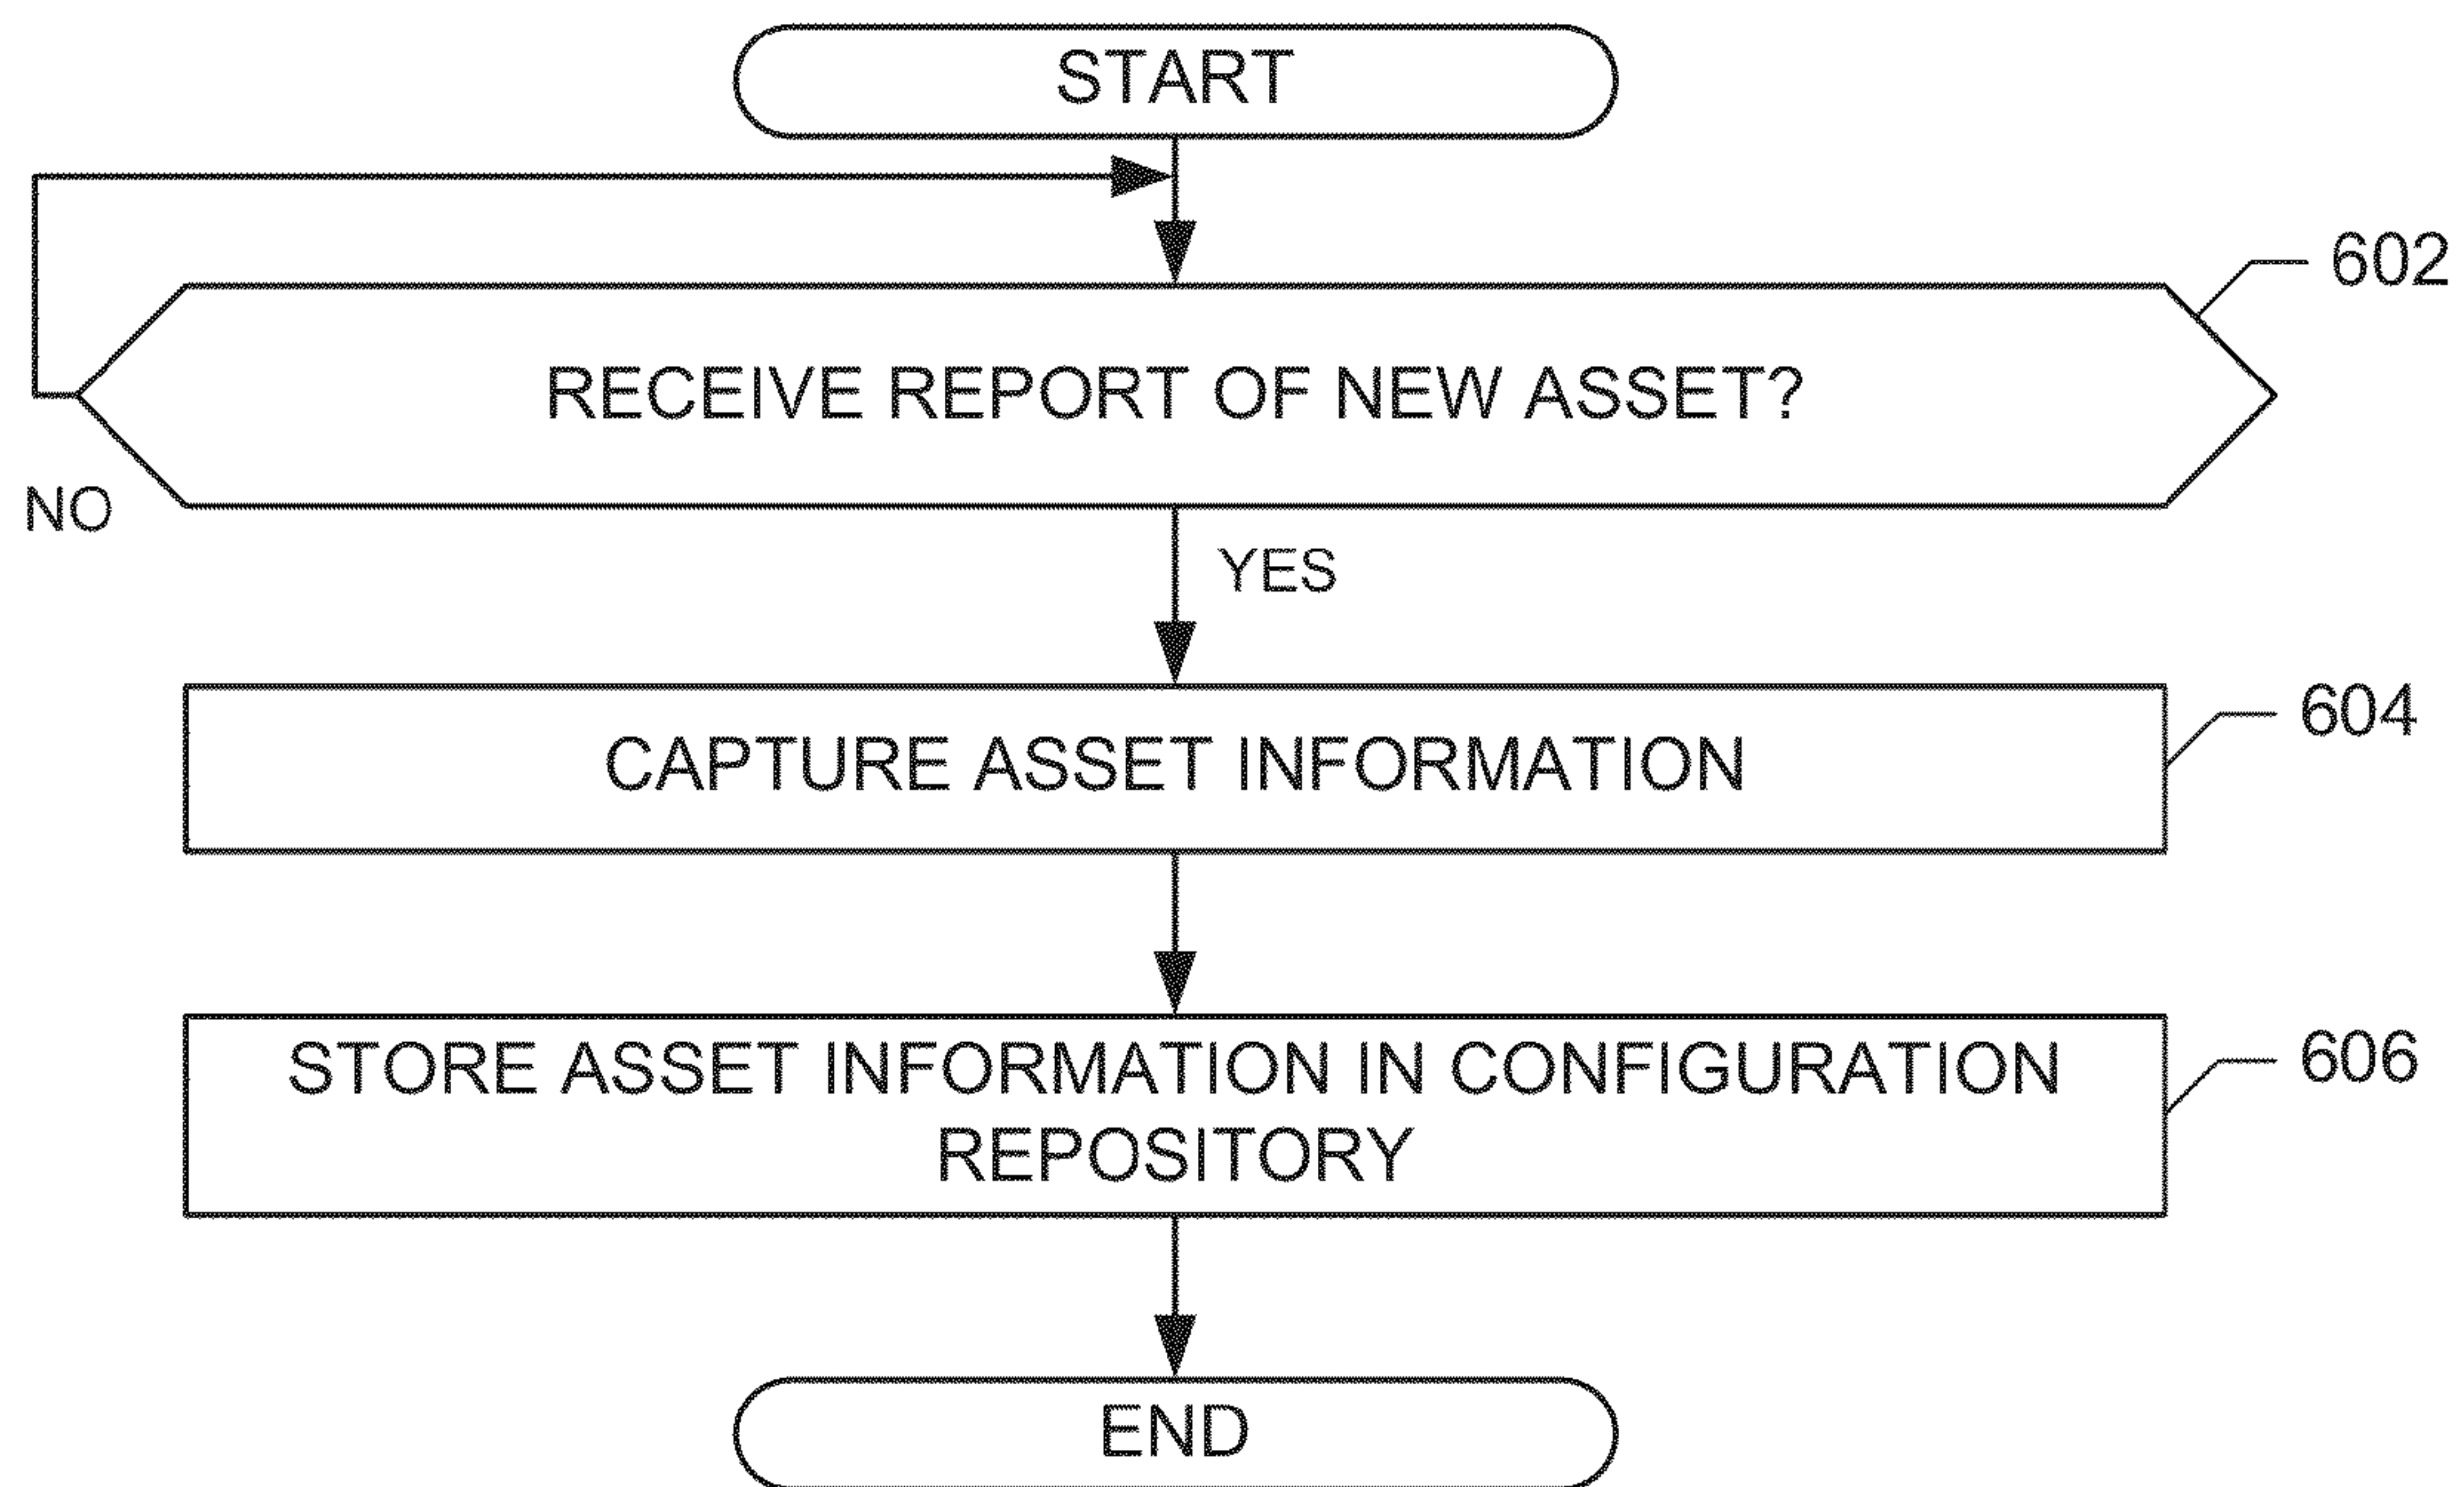 START
602
RECEIVE REPORT OF NEW ASSET?
NO
YES
604
CAPTURE ASSET INFORMATION
STORE ASSET INFORMATION IN CONFIGURATION
REPOSITORY
606
END